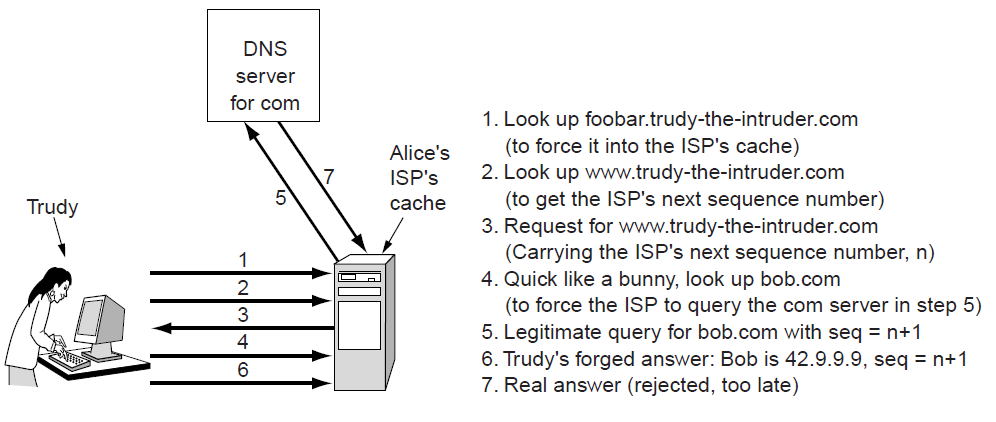 DNS
server
for com
Alice's
ISP's
cache
7
5
Trudy
1
2
3
4
6
1. Look up foobar.trudy-the-intruder.com
(to force it into the ISP's cache)
2. Look up www.trudy-the-intruder.com
(to get the ISP's next sequence number)
3. Request for www.trudy-the-intruder.com
(Carrying the ISP's next sequence number, n)
4. Quick like a bunny, look up bob.com
(to force the ISP to query the com server in step 5)
5. Legitimate query for bob.com with seq = n+1
6. Trudy's forged answer: Bob is 42.9.9.9, seq = n+1
7. Real answer (rejected, too late)